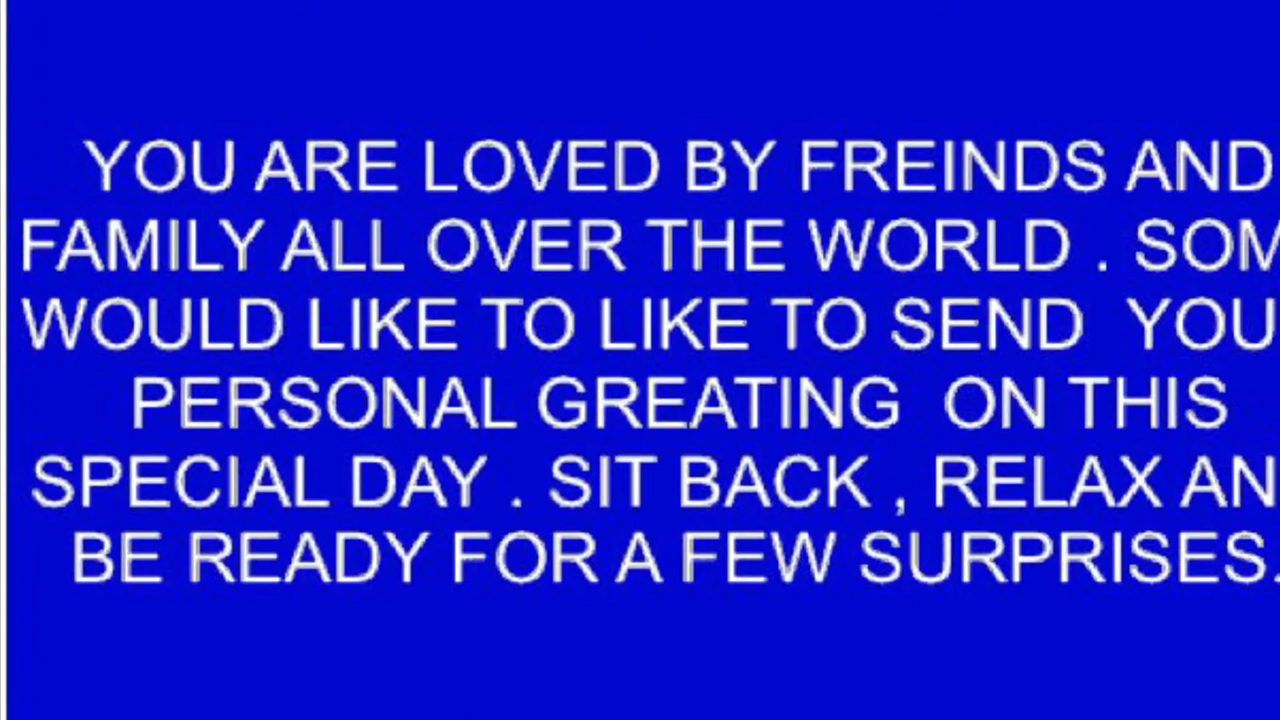 YOU ARE LOVED BY FREINDS AND
FAMILY ALL OVER THE WORLD . SOM
WOULD LIKE TO LIKE TO SEND  YOU
PERSONAL GREATING  ON THIS
SPECIAL DAY . SIT BACK , RELAX AN
BE READY FOR A FEW SURPRISES.